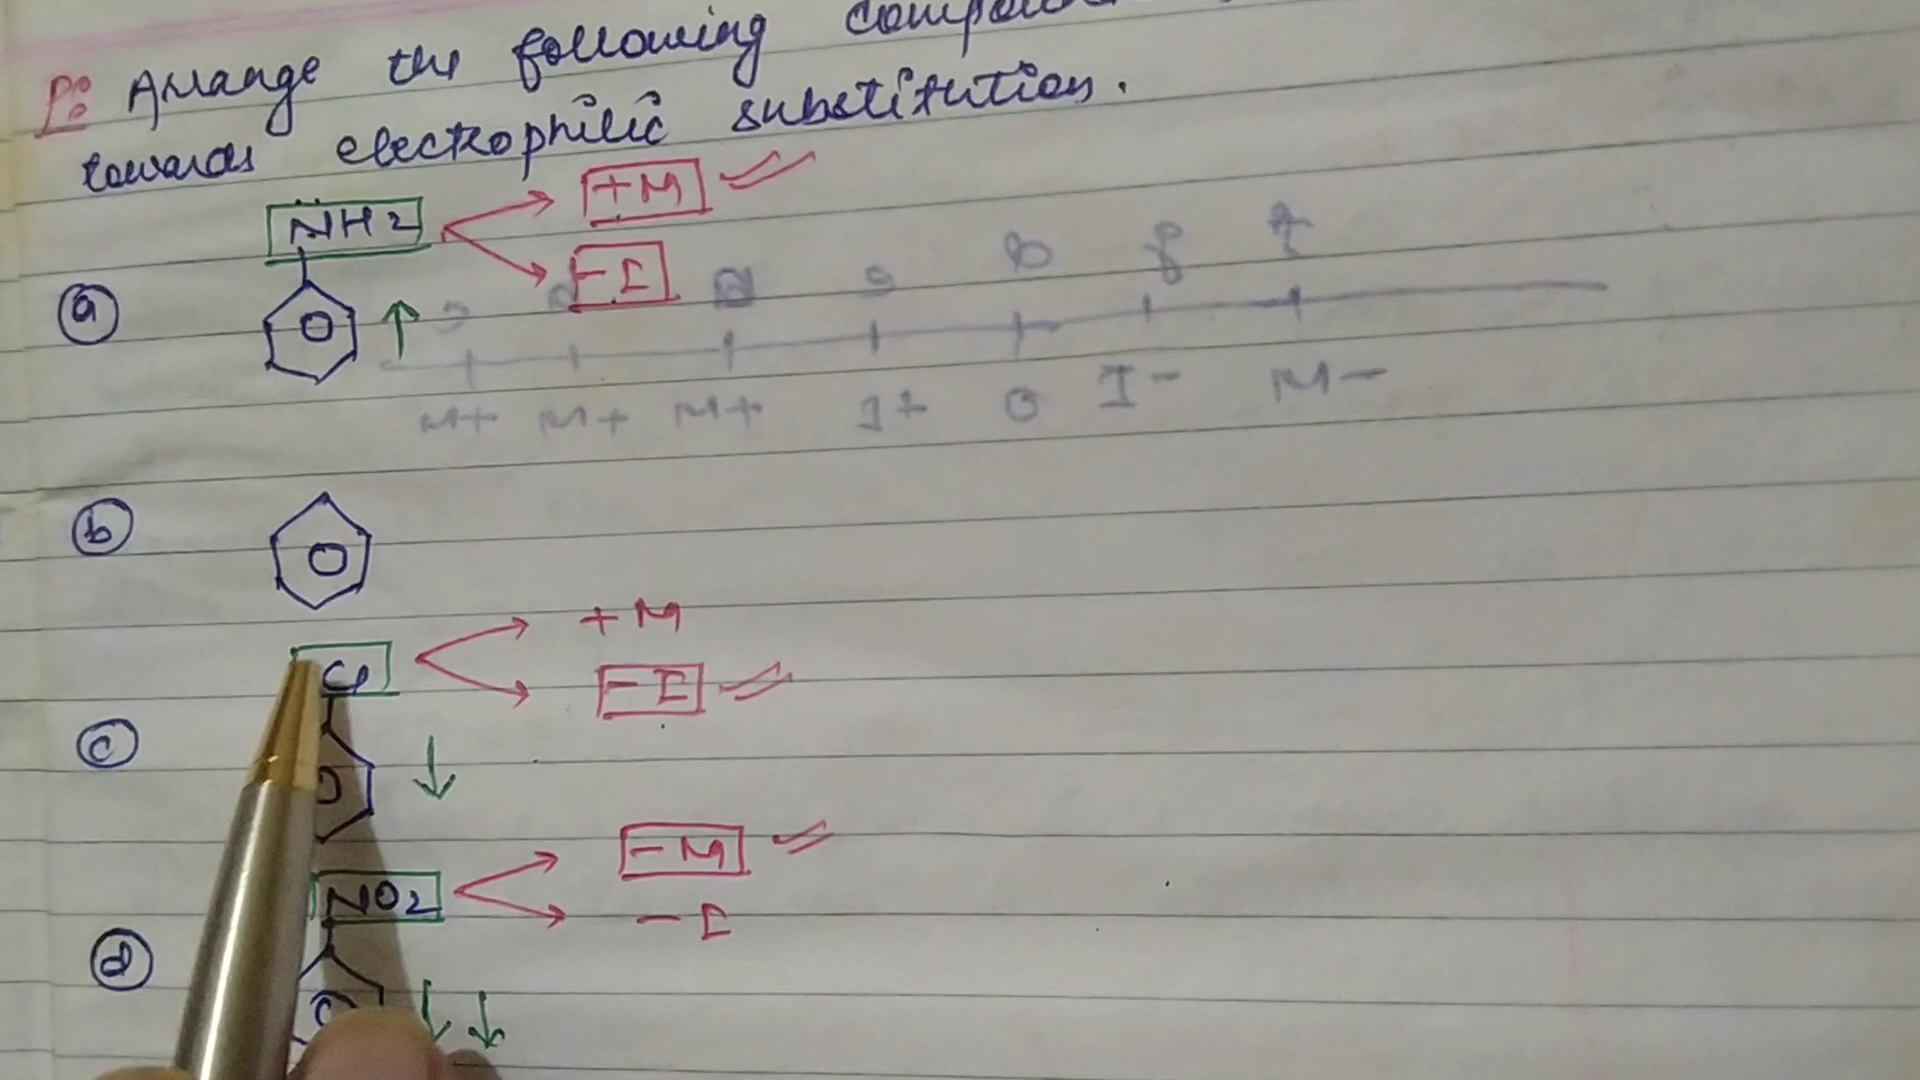 P:
Arrange the following
towards electrophilic substitution.
NH2
+M
-I
a
b
+M
Cl
-I
c
-M
NO2
-I
d